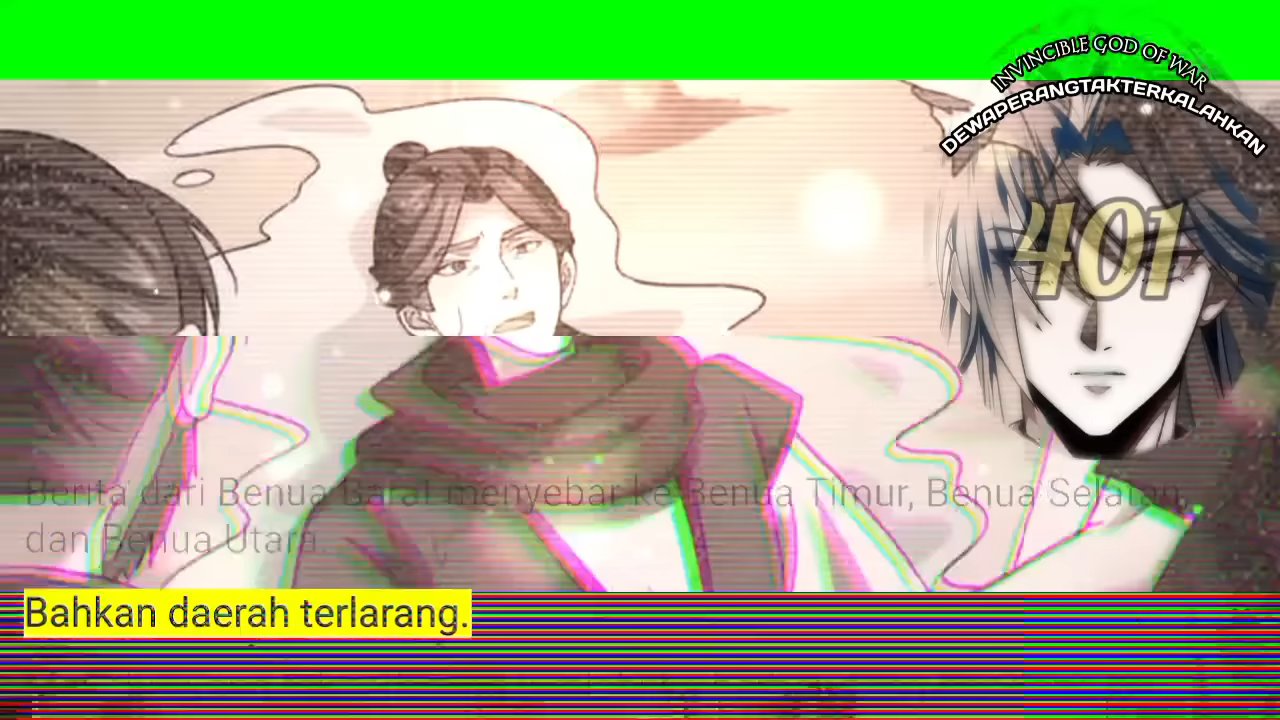 INVINCIBLE GOD OF WAR
DEWAPERANGTAKTERKALAHKAN
401
Berita dari Benua Barat menyebar ke Benua Timur, Benua Selatan,
dan Benua Utara.
Bahkan daerah terlarang.